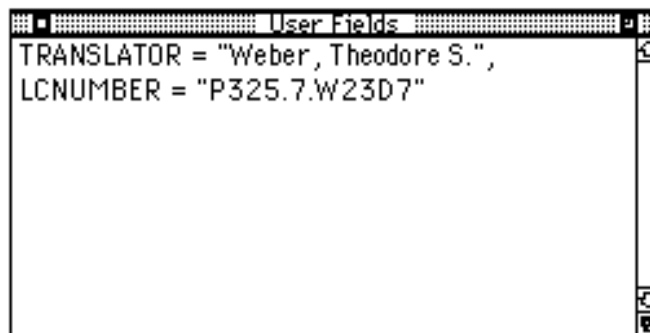 User Fields
TRANSLATOR = "Weber, Theodore S.",
LCNUMBER = "P325.7.W23D7"